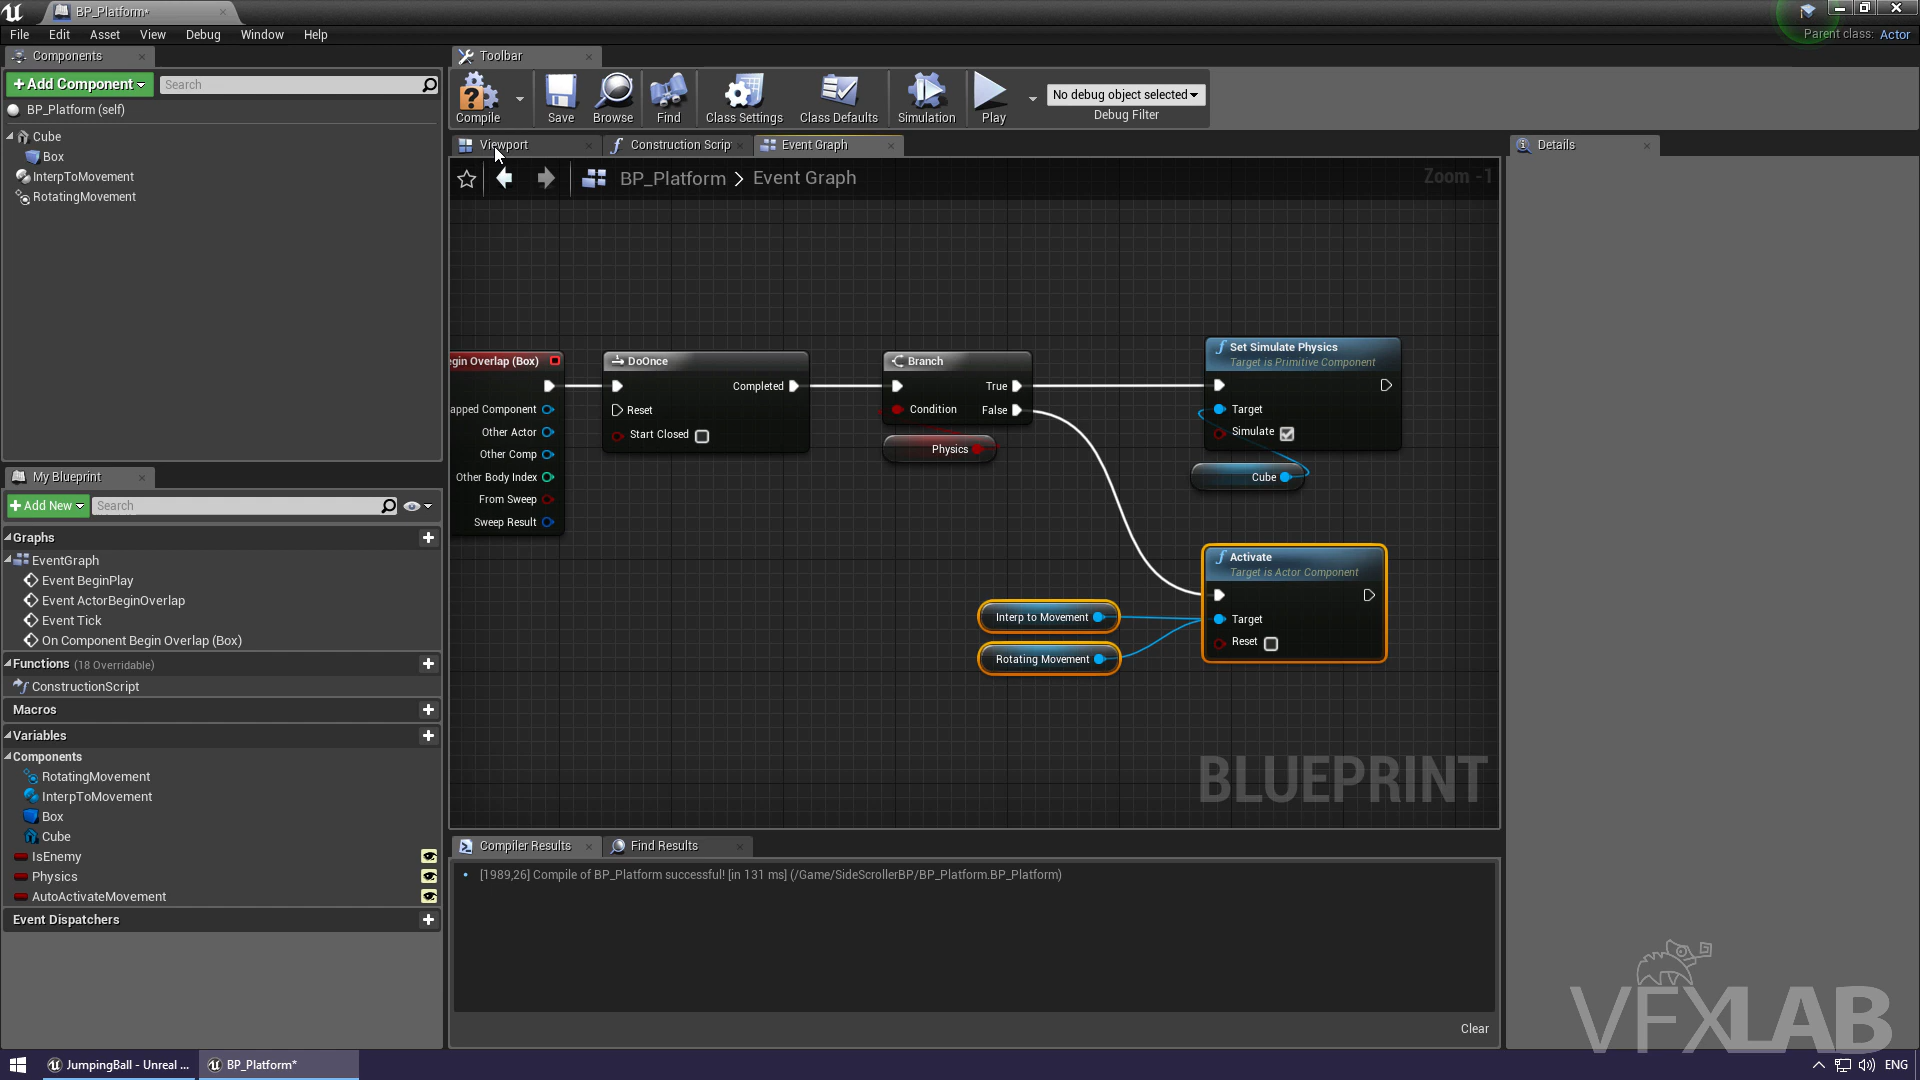 BP_Platform*
File Edit Asset View Debug Window Help
Parent class: Actor
Components
Toolbar
+Add Component
Search
BP_Platform (self)
Cube
Box
InterpToMovement
RotatingMovement
Compile
Save
Browse
Find
Class Settings
Class Defaults
Simulation
Play
No debug object selected
Debug Filter
Viewport
Construction Scrip
Event Graph
Details
BP_Platform > Event Graph
Zoom -1
egin Overlap (Box)
apped Component
Other Actor
Other Comp
Other Body Index
From Sweep
Sweep Result
DoOnce
Completed
Reset
Start Closed
Branch
True
Condition
False
Physics
Set Simulate Physics
Target is Primitive Component
Target
Simulate
Cube
Activate
Target is Actor Component
Target
Reset
Interp to Movement
Rotating Movement
BLUEPRINT
My Blueprint
+Add New
Search
Graphs
EventGraph
Event BeginPlay
Event ActorBeginOverlap
Event Tick
On Component Begin Overlap (Box)
Functions (18 Overridable)
ConstructionScript
Macros
Variables
Components
RotatingMovement
InterpToMovement
Box
Cube
IsEnemy
Physics
AutoActivateMovement
Event Dispatchers
Compiler Results
Find Results
[1989,26] Compile of BP_Platform successful! [in 131 ms] (/Game/SideScrollerBP/BP_Platform.BP_Platform)
Clear
VFXLAB
JumpingBall - Unreal ...
BP_Platform*
ENG